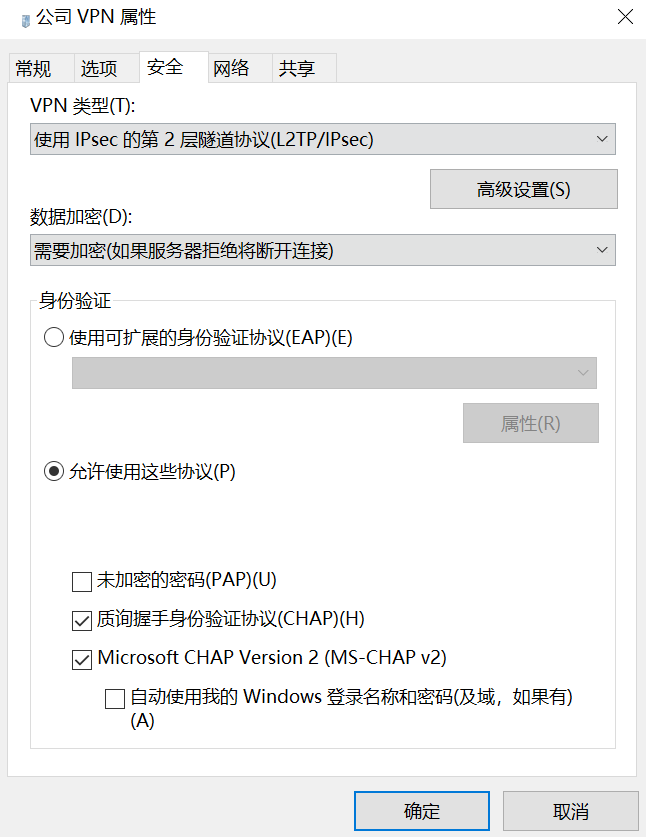 公司 VPN 属性
常规 选项 安全 网络 共享
VPN 类型(T):
使用 IPsec 的第 2 层隧道协议(L2TP/IPsec)
高级设置(S)
数据加密(D):
需要加密(如果服务器拒绝将断开连接)
身份验证
使用可扩展的身份验证协议(EAP)(E)
属性(R)
允许使用这些协议(P)
未加密的密码(PAP)(U)
质询握手身份验证协议(CHAP)(H)
Microsoft CHAP Version 2 (MS-CHAP v2)
自动使用我的 Windows 登录名称和密码(及域，如果有)
(A)
确定 取消